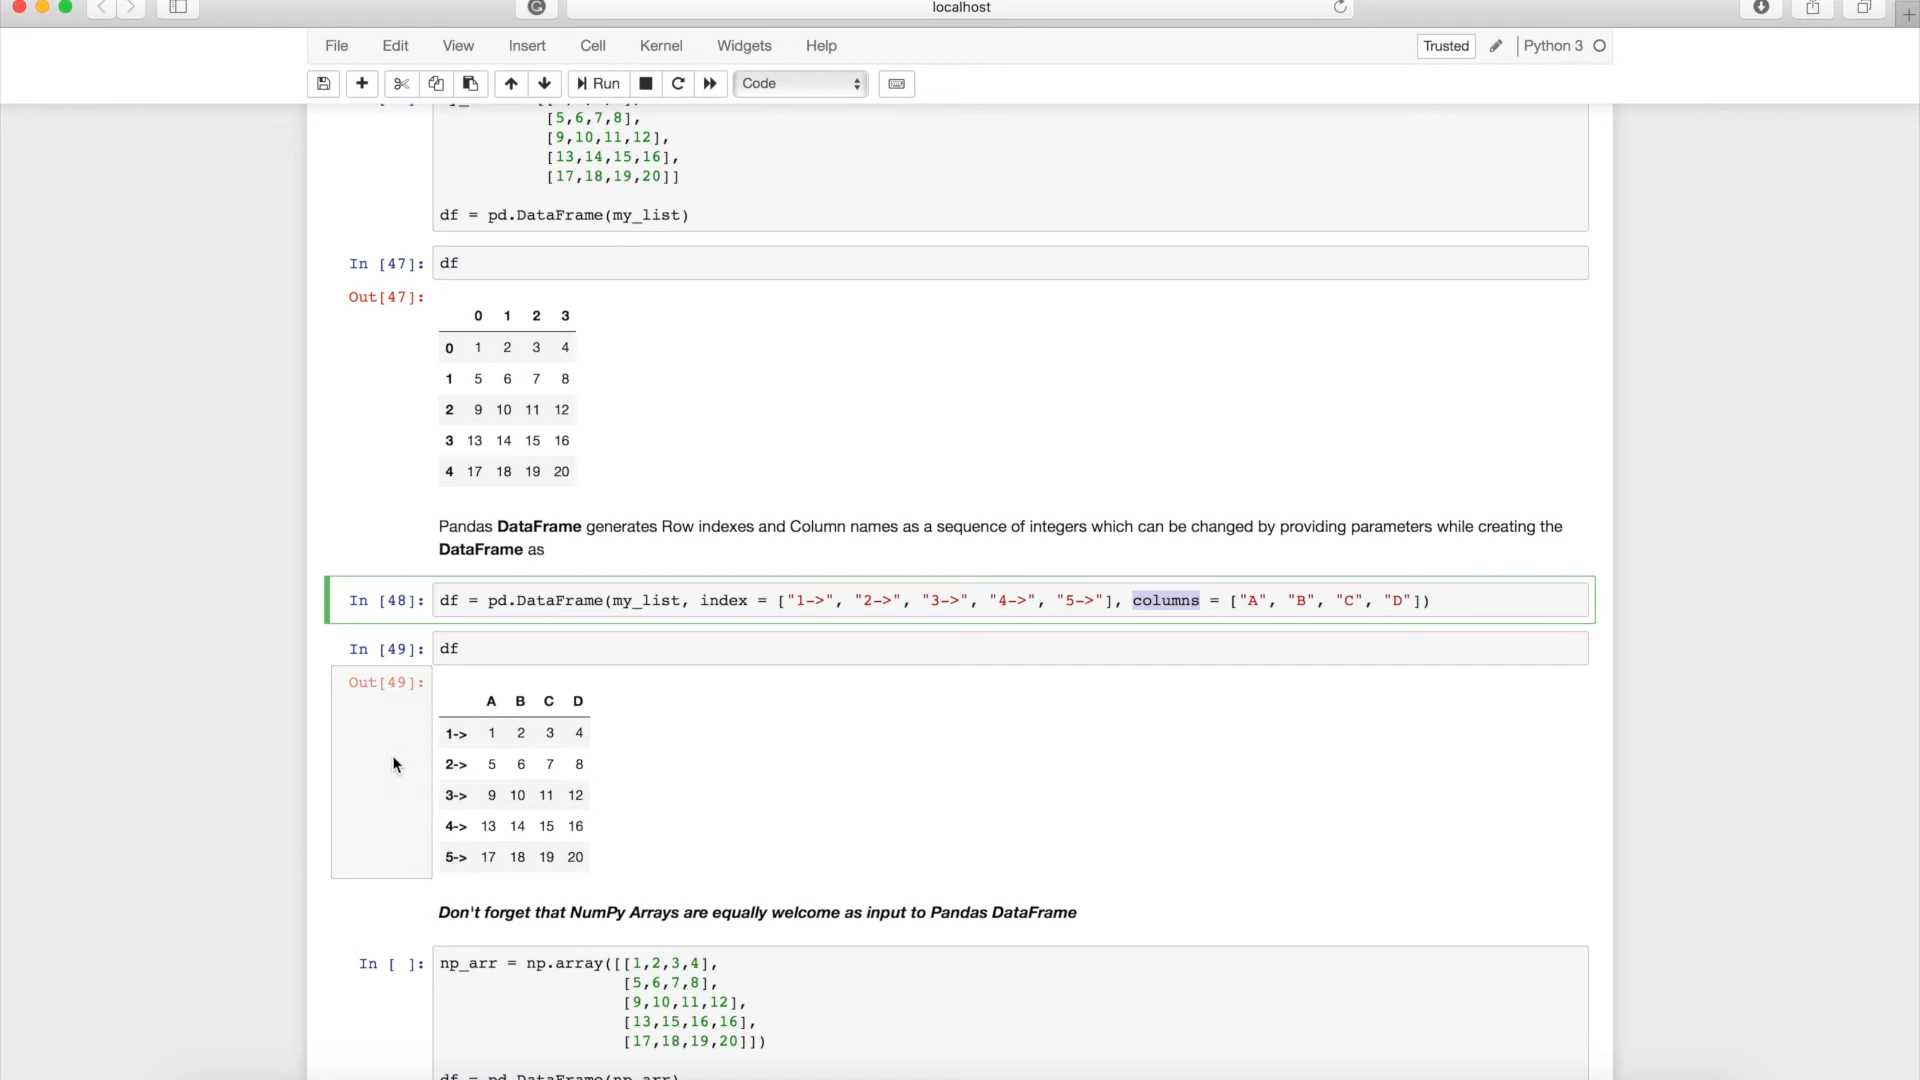 localhost
File Edit View Insert Cell Kernel Widgets Help Trusted Python 3
Run Code
[5,6,7,8],
[9,10,11,12],
[13,14,15,16],
[17,18,19,20]]
df = pd.DataFrame(my_list)
In [47]: df
Out[47]:
0 1 2 3
0 1 2 3 4
1 5 6 7 8
2 9 10 11 12
3 13 14 15 16
4 17 18 19 20
Pandas DataFrame generates Row indexes and Column names as a sequence of integers which can be changed by providing parameters while creating the
DataFrame as
In [48]: df = pd.DataFrame(my_list, index = ["1->", "2->", "3->", "4->", "5->"], columns = ["A", "B", "C", "D"])
In [49]: df
Out[49]:
A B C D
1-> 1 2 3 4
2-> 5 6 7 8
3-> 9 10 11 12
4-> 13 14 15 16
5-> 17 18 19 20
Don't forget that NumPy Arrays are equally welcome as input to Pandas DataFrame
In [ ]: np_arr = np.array([[1,2,3,4],
[5,6,7,8],
[9,10,11,12],
[13,15,16,16],
[17,18,19,20]])
df = pd.DataFrame(np_arr)